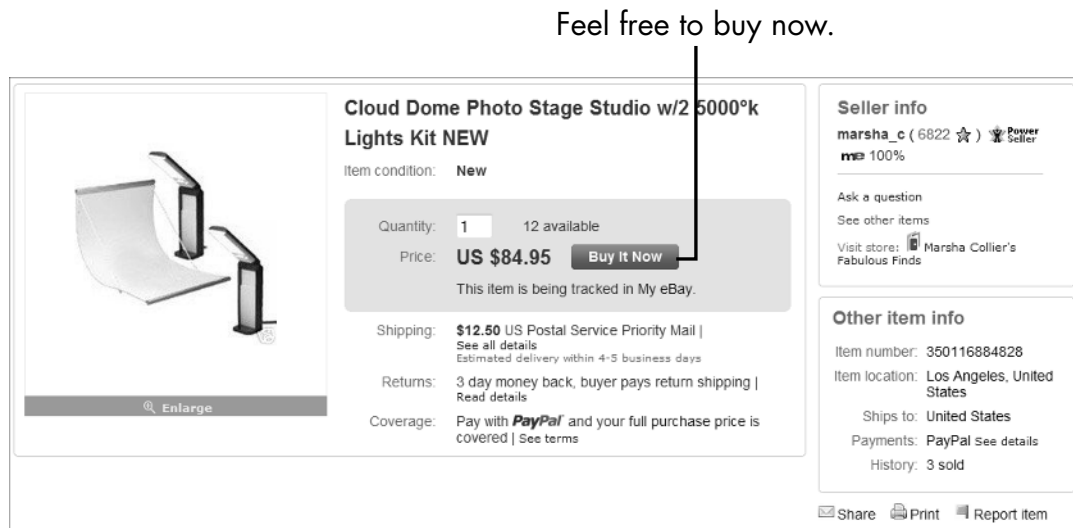 Feel free to buy now.
Cloud Dome Photo Stage Studio w/2 5000°k
Lights Kit NEW
Item condition: New
Quantity: 1 12 available
Price: US $84.95 Buy It Now
This item is being tracked in My eBay.
Shipping: $12.50 US Postal Service Priority Mail |
See all details
Estimated delivery within 4-5 business days
Returns: 3 day money back, buyer pays return shipping |
Read details
Coverage: Pay with PayPal and your full purchase price is
covered | See terms
Enlarge
Seller info
marsha_c ( 6822 ) Power
Seller
me 100%
Ask a question
See other items
Visit store: Marsha Collier's
Fabulous Finds
Other item info
Item number: 350116884828
Item location: Los Angeles, United
States
Ships to: United States
Payments: PayPal See details
History: 3 sold
Share Print Report item